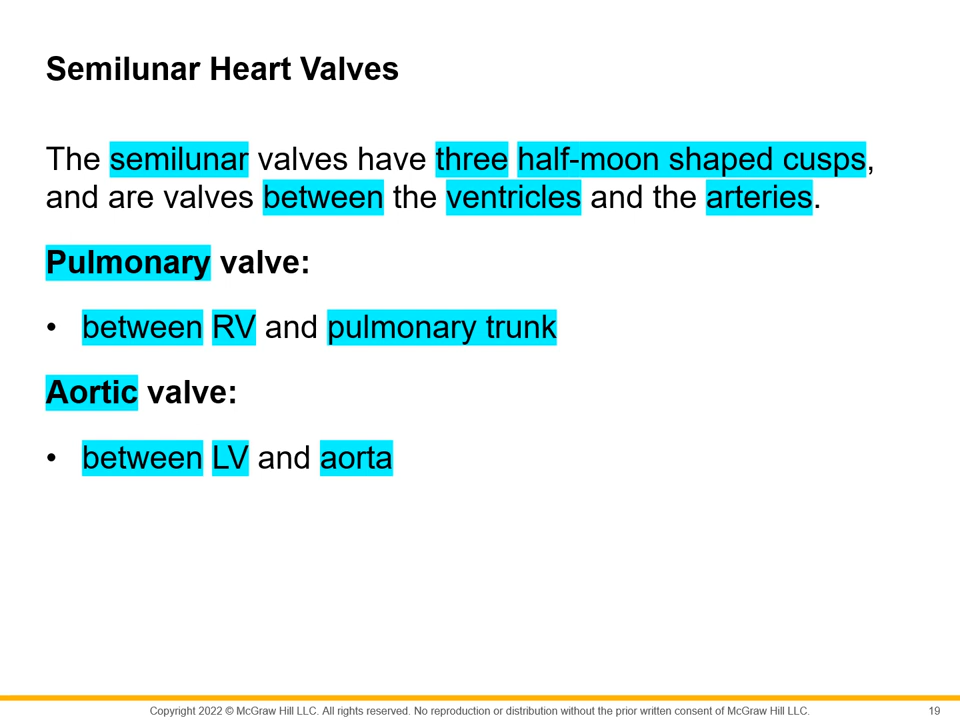 Semilunar Heart Valves
The semilunar valves have three half-moon shaped cusps,
and are valves between the ventricles and the arteries.
Pulmonary valve:
• between RV and pulmonary trunk
Aortic valve:
• between LV and aorta
Copyright 2022 © McGraw Hill LLC. All rights reserved. No reproduction or distribution without the prior written consent of McGraw Hill LLC. 19